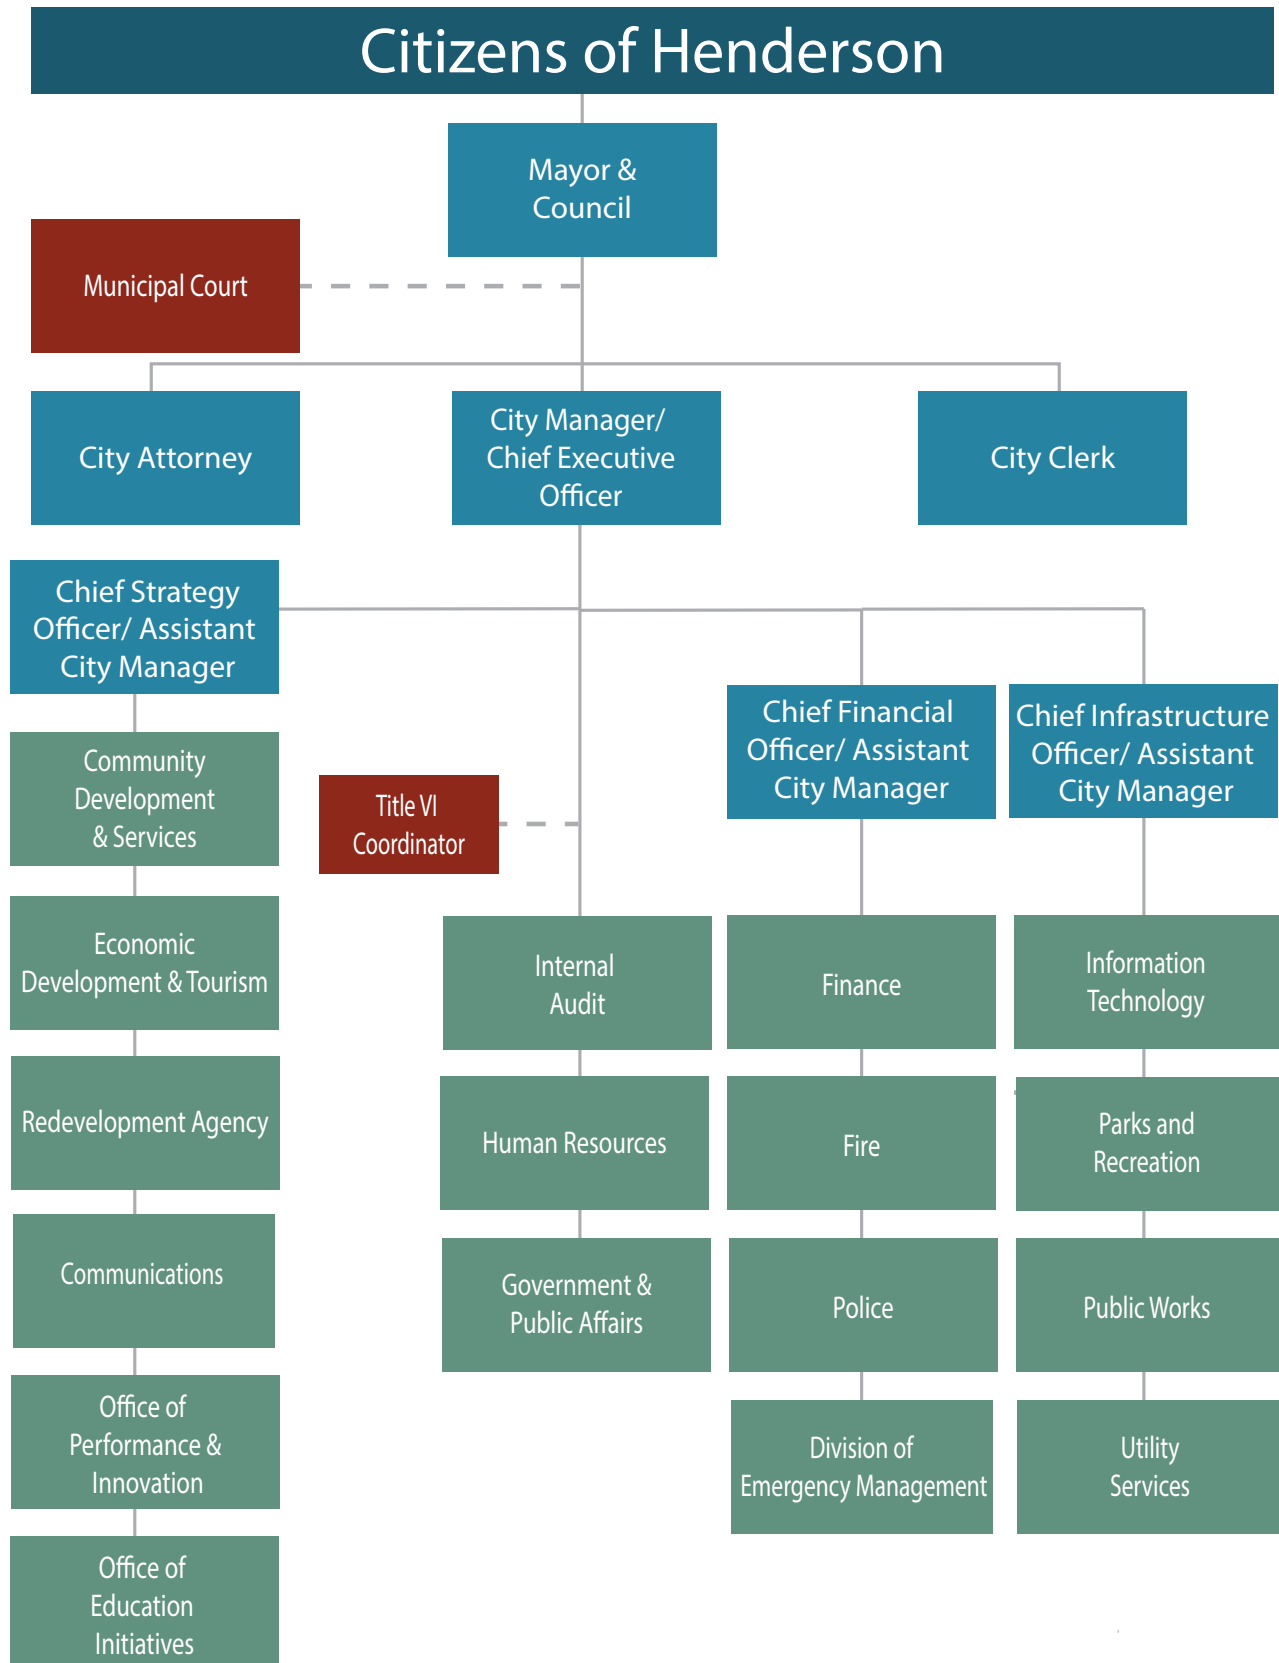 Citizens of Henderson
Mayor &
Council
Municipal Court
City Attorney
City Manager/
Chief Executive
Officer
City Clerk
Chief Strategy
Officer/ Assistant
City Manager
Chief Financial
Officer/ Assistant
City Manager
Chief Infrastructure
Officer/ Assistant
City Manager
Community
Development
& Services
Title VI
Coordinator
Economic
Development & Tourism
Internal
Audit
Finance
Information
Technology
Redevelopment Agency
Human Resources
Fire
Parks and
Recreation
Communications
Government &
Public Affairs
Police
Public Works
Office of
Performance &
Innovation
Division of
Emergency Management
Utility
Services
Office of
Education
Initiatives